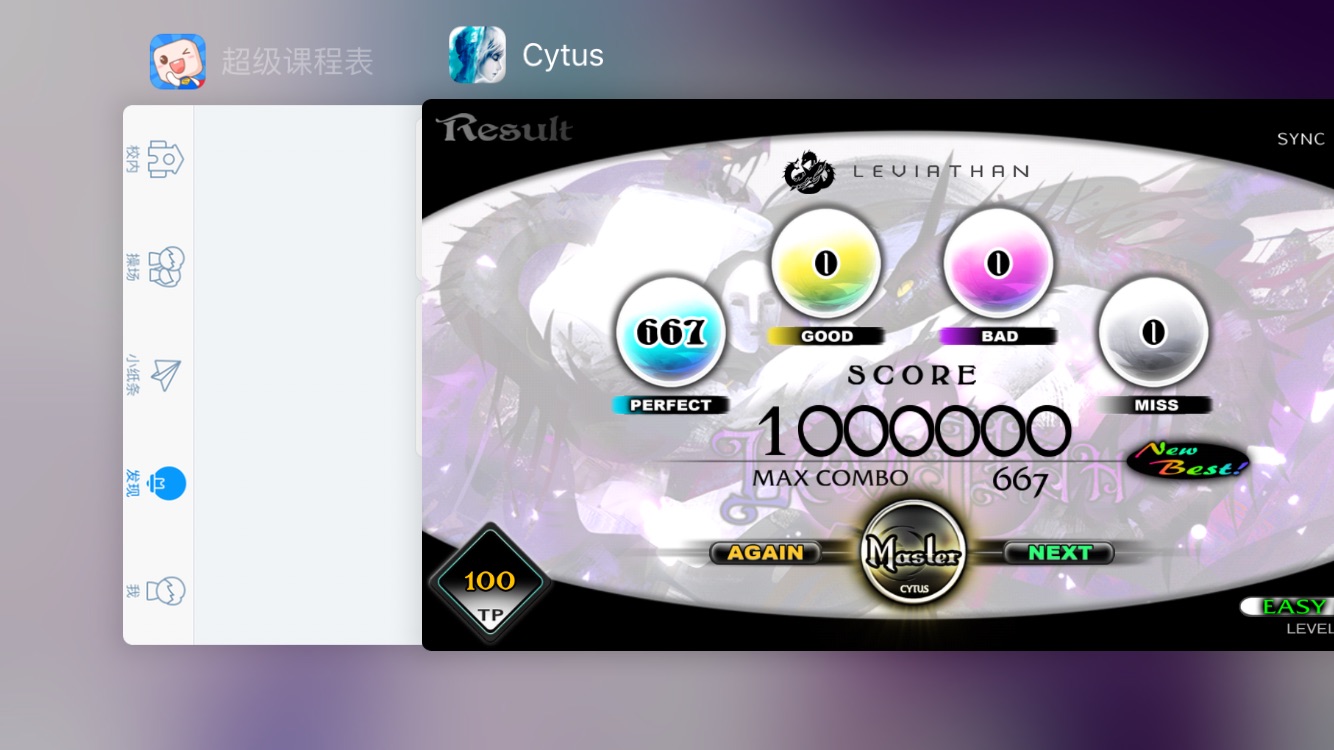 超级课程表
Cytus
校内
操场
小纸条
发现
我
Result
SYNC
LEVIATHAN
0
0
667
0
GOOD
BAD
PERFECT
MISS
SCORE
1000000
New Best!
MAX COMBO 667
AGAIN
Master
CYTUS
NEXT
100
TP
EASY
LEVEL